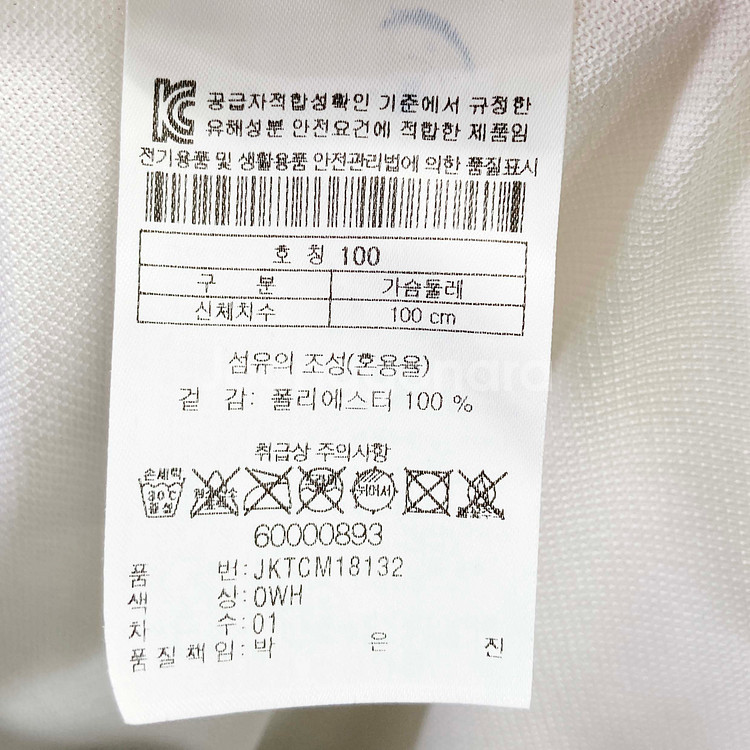 KC 공급자적합성확인 기준에서 규정한
유해성분 안전요건에 적합한 제품임
전기용품 및 생활용품 안전관리법에 의한 품질표시
호 칭 100
구 분 가슴둘레
신체치수 100 cm
섬유의 조성(혼용율)
겉 감: 폴리에스터 100 %
취급상 주의사항
손세탁
30℃
중성
뉘어서
60000893
품 번:JKTCM18132
색 상:OWH
차 수:01
품질책임:박 은 진